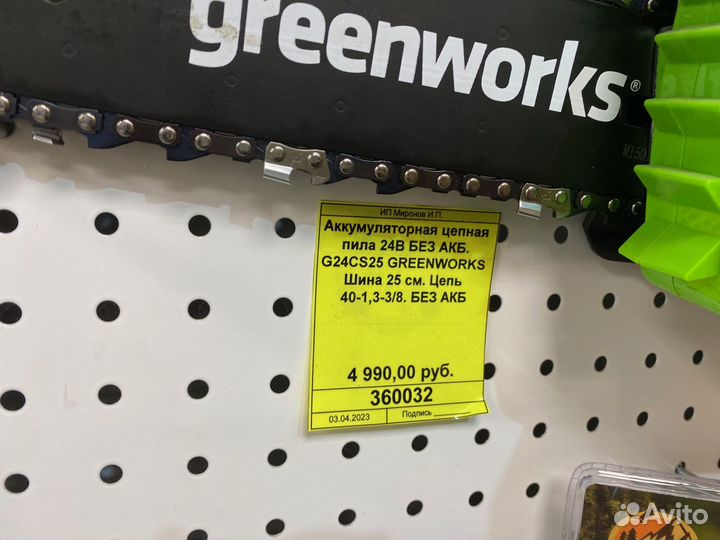 greenworks®
M150
ИП Миронов И.П.
Аккумуляторная цепная
пила 24В БЕЗ АКБ.
G24CS25 GREENWORKS
Шина 25 см. Цепь
40-1,3-3/8. БЕЗ АКБ
4 990,00 руб.
360032
03.04.2023 Подпись
Avito